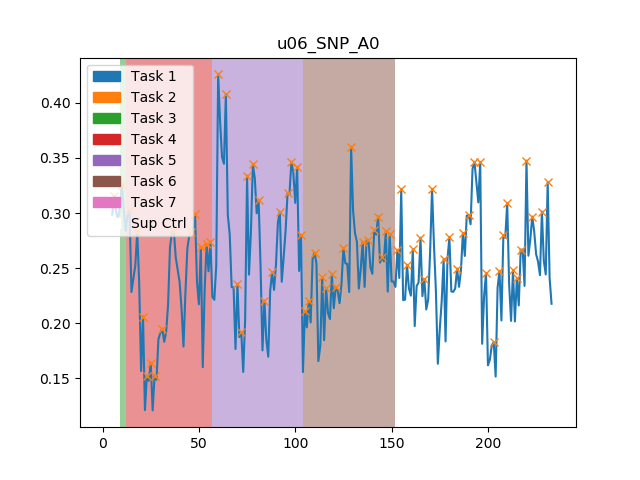 u06_SNP_A0
0.40
0.35
0.30
0.25
0.20
0.15
Task 1
Task 2
Task 3
Task 4
Task 5
Task 6
Task 7
Sup Ctrl
0 50 100 150 200